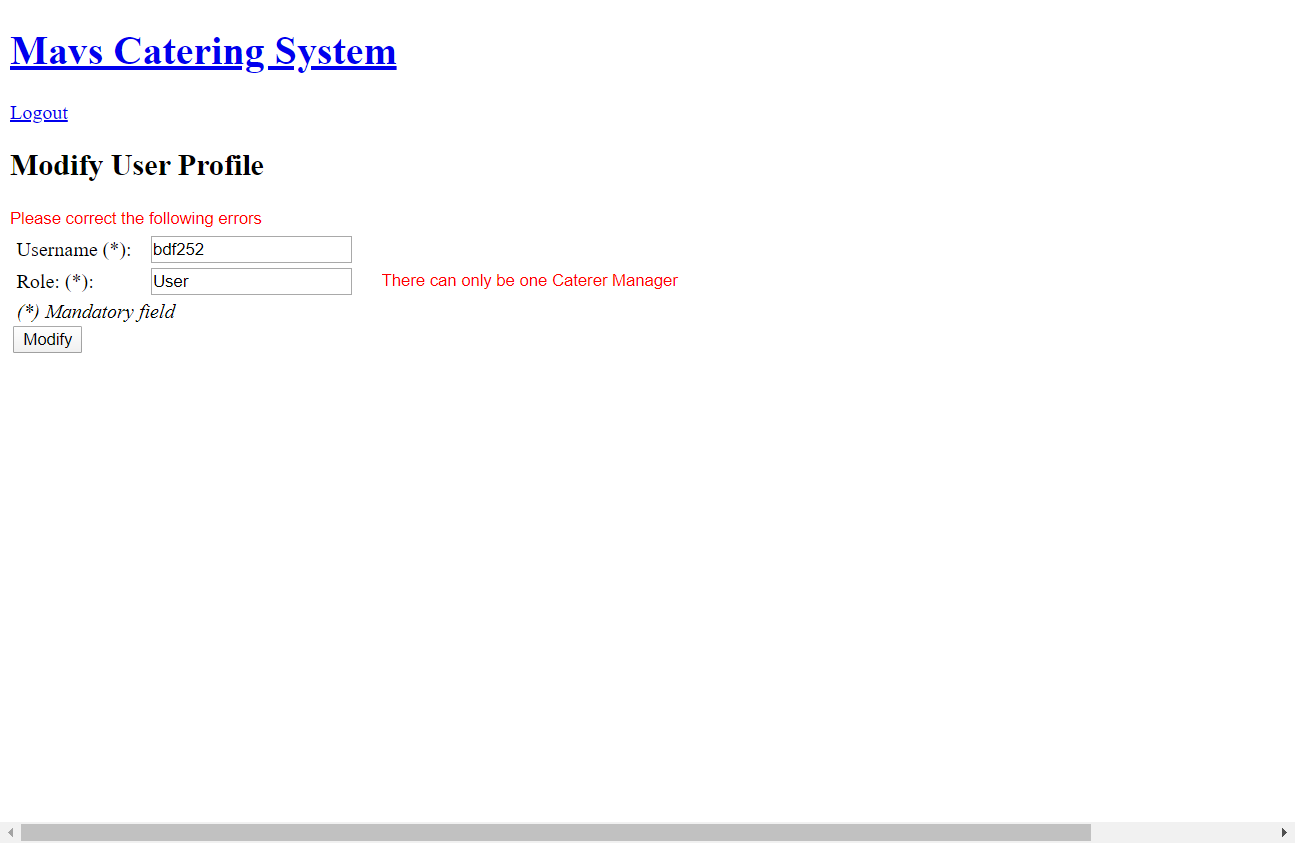 Mavs Catering System
Logout
Modify User Profile
Please correct the following errors
Username (*): bdf252
Role: (*): User There can only be one Caterer Manager
(*) Mandatory field
Modify